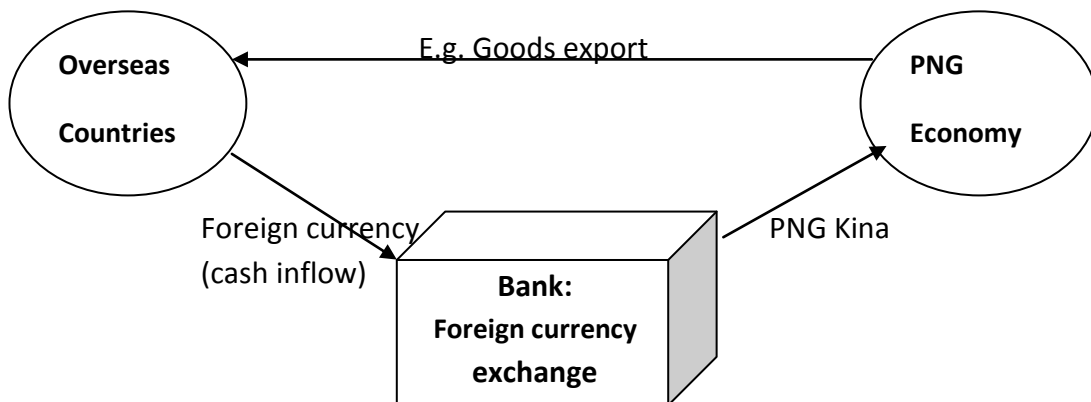 E.g. Goods export
Overseas
Countries
PNG
Economy
Foreign currency
(cash inflow)
PNG Kina
Bank:
Foreign currency
exchange